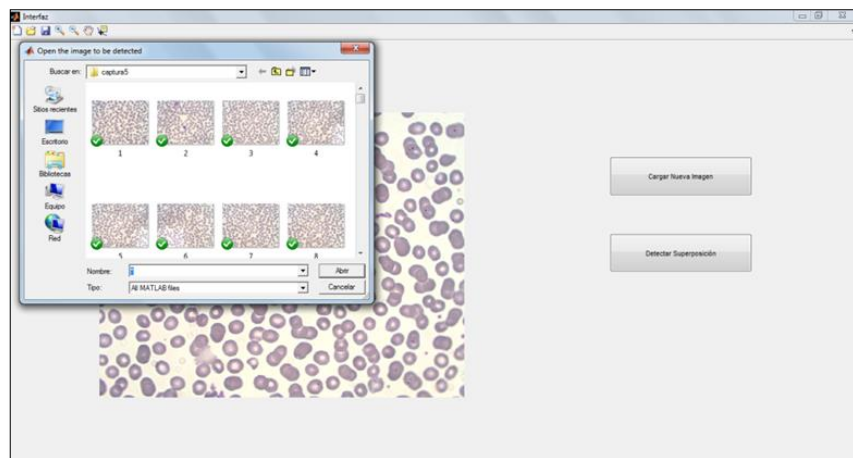 Interfaz
Open the image to be detected
Buscar en: captura5
Sitios recientes
Escritorio
Bibliotecas
Equipo
Red
1 2 3 4
5 6 7 8
Nombre: Abrir
Tipo: All MATLAB files Cancelar
Cargar Nueva Imagen
Detectar Superposición